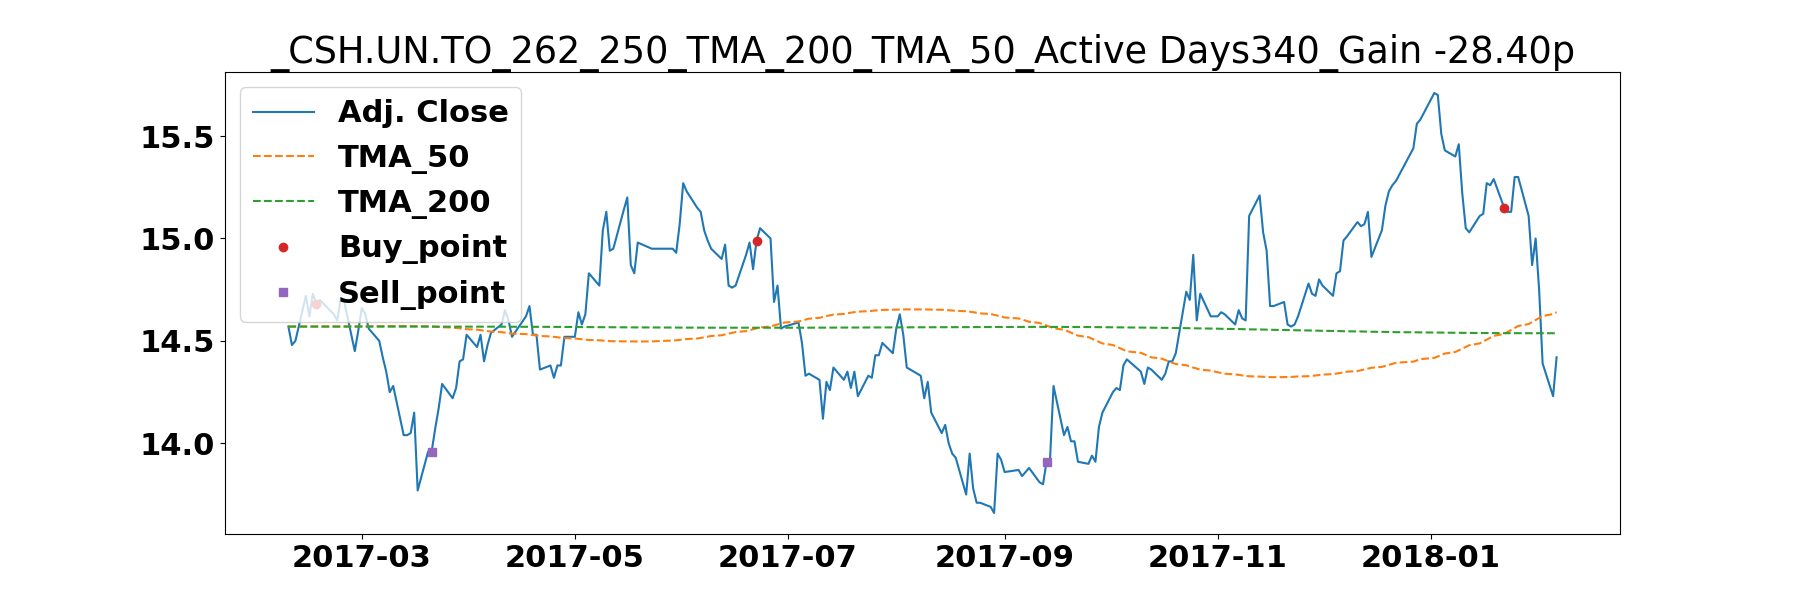 _CSH.UN.TO_262_250_TMA_200_TMA_50_Active Days340_Gain -28.40p
Adj. Close
TMA_50
TMA_200
Buy_point
Sell_point
15.5
15.0
14.5
14.0
2017-03 2017-05 2017-07 2017-09 2017-11 2018-01